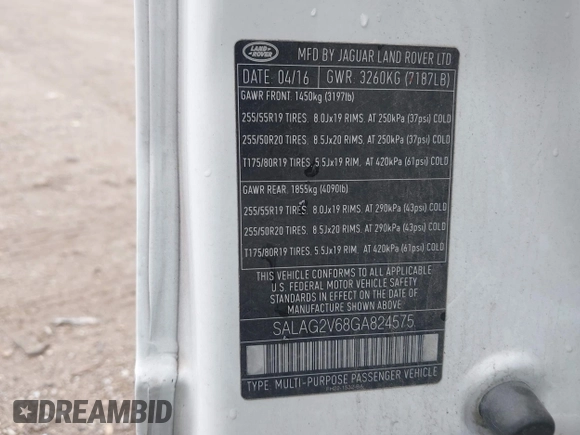 LAND ROVER
MFD BY JAGUAR LAND ROVER LTD
DATE 04/16 GWR 3260KG (7187LB)
GAWR FRONT 1450kg (3197lb)
255/55R19 TIRES. 8.0Jx19 RIMS. AT 250kPa (37psi) COLD
255/50R20 TIRES. 8.5Jx20 RIMS. AT 250kPa (37psi) COLD
T175/80R19 TIRES. 5.5Jx19 RIM. AT 420kPa (61psi) COLD
GAWR REAR. 1855kg (4090lb)
255/55R19 TIRES. 8.0Jx19 RIMS. AT 290kPa (43psi) COLD
255/50R20 TIRES. 8.5Jx20 RIMS. AT 290kPa (43psi) COLD
T175/80R19 TIRES. 5.5Jx19 RIM. AT 420kPa (61psi) COLD
THIS VEHICLE CONFORMS TO ALL APPLICABLE
U.S. FEDERAL MOTOR VEHICLE SAFETY
STANDARDS IN EFFECT ON THE DATE OF
MANUFACTURE SHOWN ABOVE.
SALAG2V68GA824575
TYPE. MULTI-PURPOSE PASSENGER VEHICLE
DREAMBID